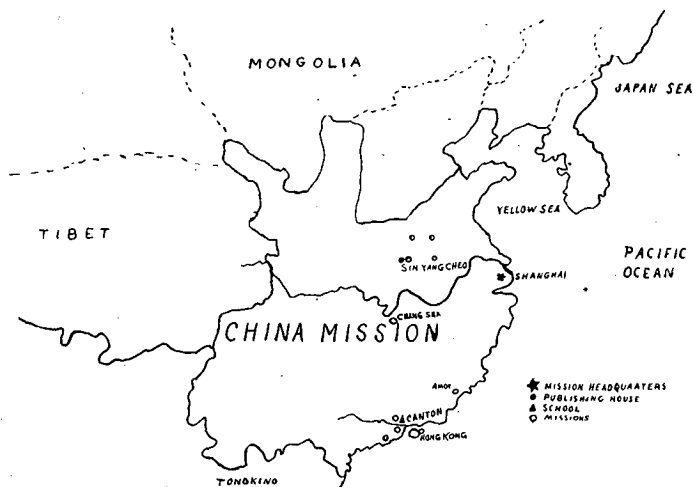 MONGOLIA
JAPAN SEA
TIBET
YELLOW SEA
PACIFIC
OCEAN
SIN YANG CHEO
SHANGHAI
CHANG SHA
CHINA MISSION
AMOY
MISSION HEADQUARTERS
PUBLISHING HOUSE
SCHOOL
MISSIONS
CANTON
HONG KONG
TONGKING